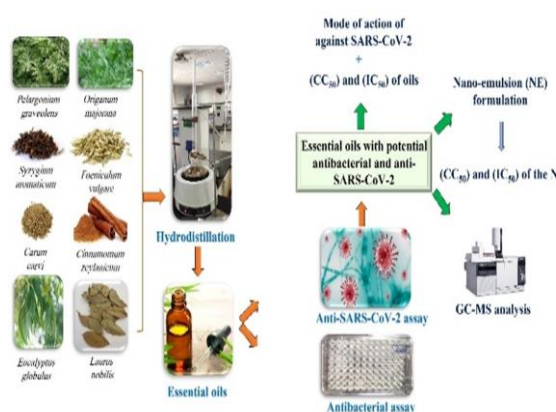 Pelargonium
graveolens
Origanum
majorana
Syzygium
aromaticum
Foeniculum
vulgare
Carum
carvi
Cinnamomum
zeylanicum
Eucalyptus
globulus
Laurus
nobilis
Hydrodistillation
Essential oils
Mode of action of
against SARS-CoV-2
+
(CC50) and (IC50) of oils
Essential oils with potential
antibacterial and anti-
SARS-CoV-2
Anti-SARS-CoV-2 assay
Antibacterial assay
Nano-emulsion (NE)
formulation
(CC50) and (IC50) of the N
GC-MS analysis